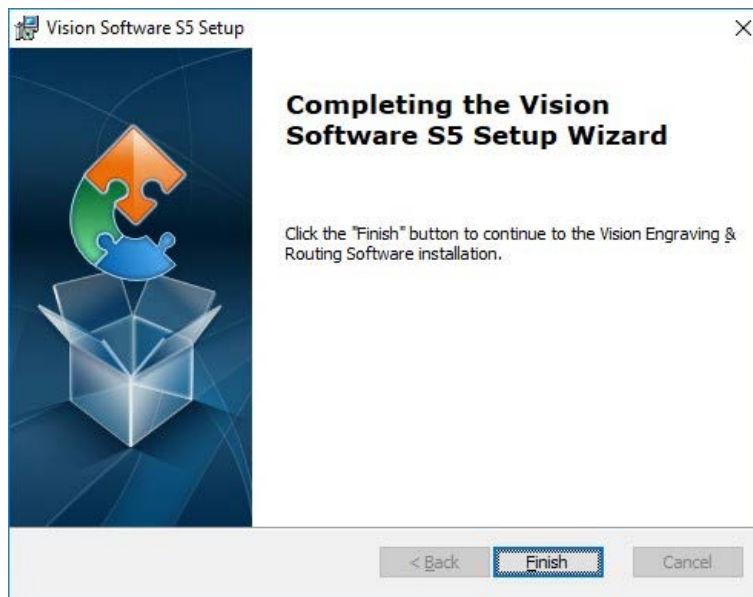 Vision Software S5 Setup
Completing the Vision
Software S5 Setup Wizard
Click the "Finish" button to continue to the Vision Engraving &
Routing Software installation.
< Back
Finish
Cancel